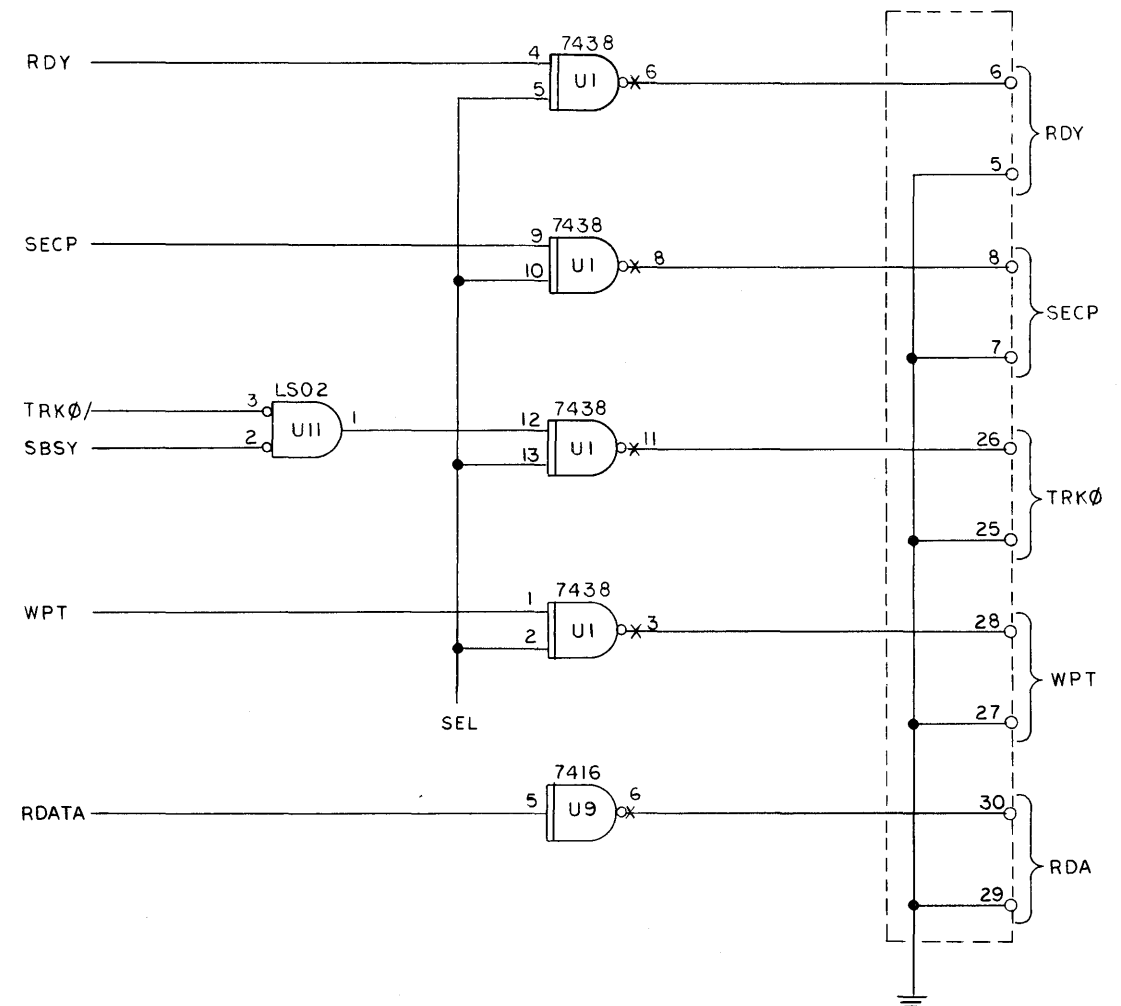 7438
RDY 4 U1 6 6
5
RDY
5
7438
SECP 9 U1 8 8
10
SECP
7
LS02
TRKØ/ 3 U11 1
SBSY 2
7438
12 U1 11 26
13
TRKØ
25
7438
WPT 1 U1 3 28
2
WPT
27
SEL
7416
RDATA 5 U9 6 30
RDA
29